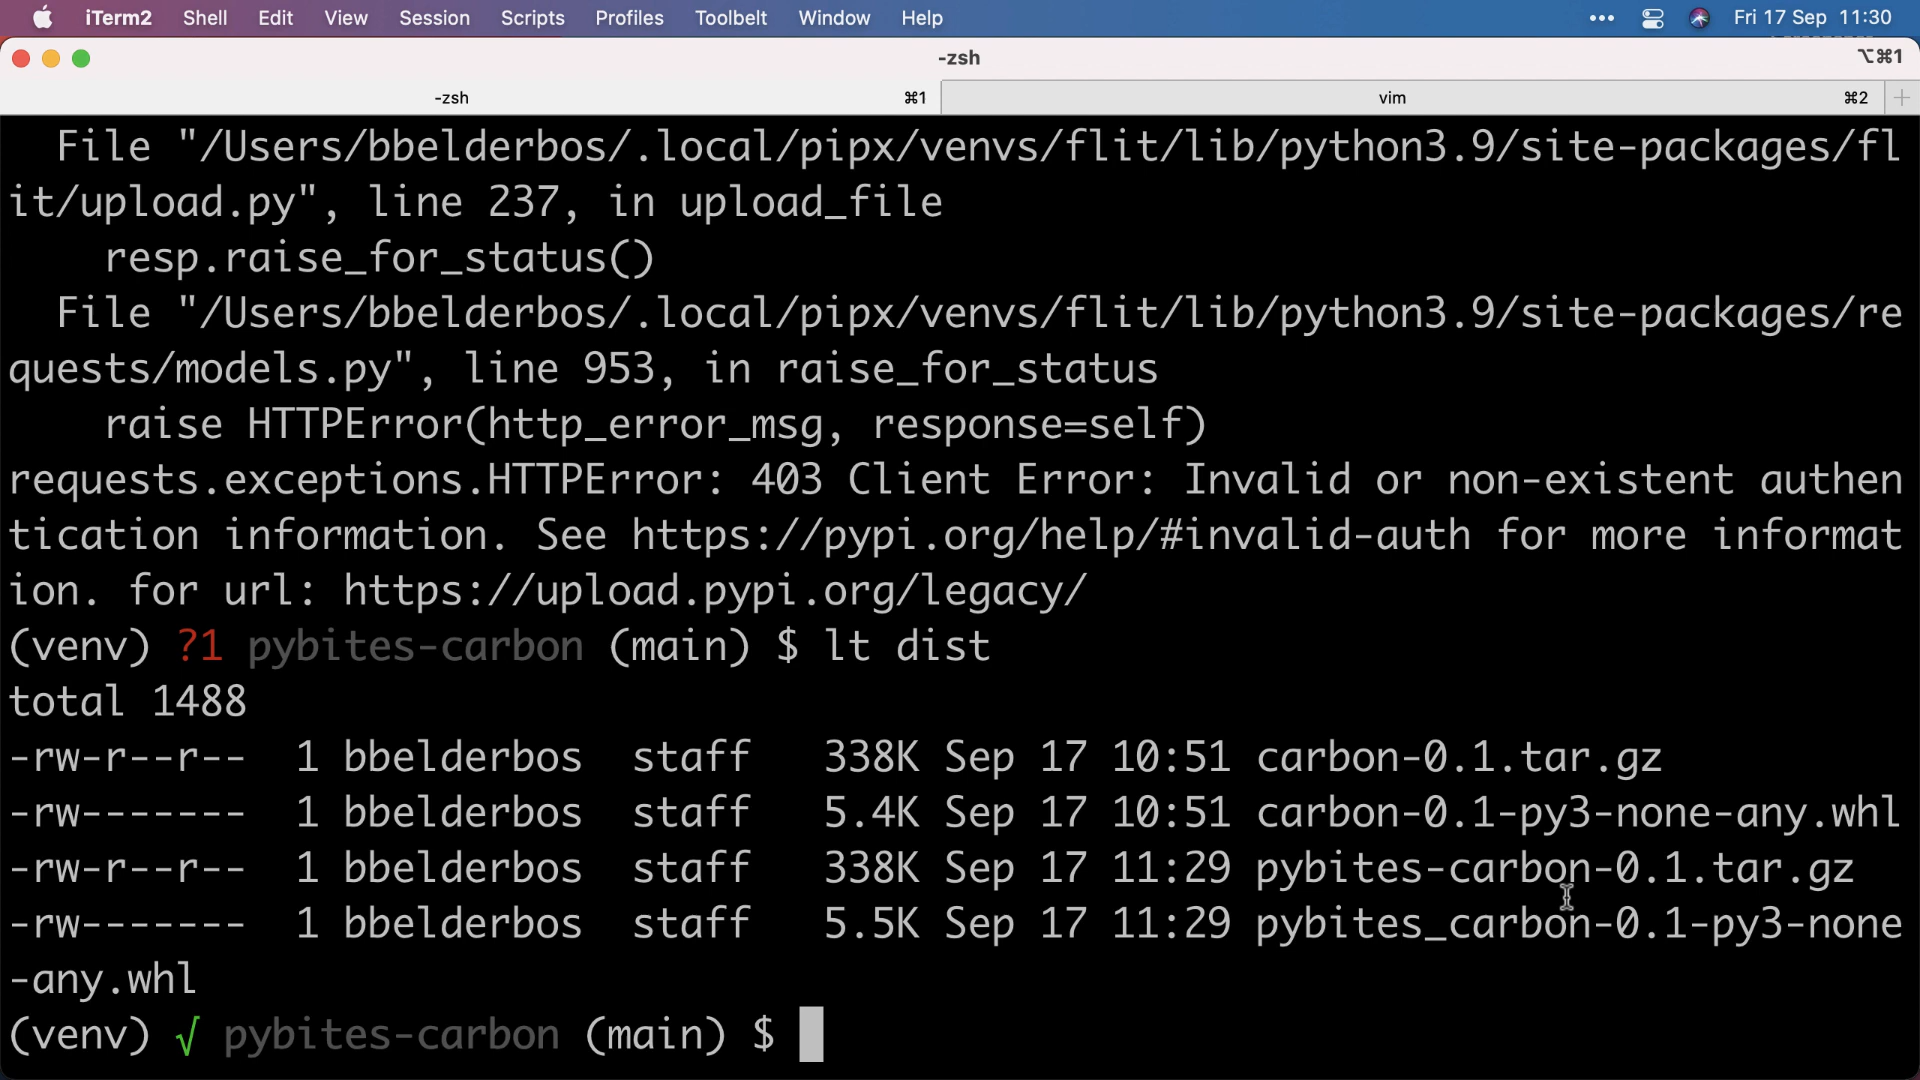 iTerm2 Shell Edit View Session Scripts Profiles Toolbelt Window Help Fri 17 Sep 11:30
-zsh ⌥⌘1
-zsh ⌘1 vim ⌘2 +
File "/Users/bbelderbos/.local/pipx/venvs/flit/lib/python3.9/site-packages/fl
it/upload.py", line 237, in upload_file
resp.raise_for_status()
File "/Users/bbelderbos/.local/pipx/venvs/flit/lib/python3.9/site-packages/re
quests/models.py", line 953, in raise_for_status
raise HTTPError(http_error_msg, response=self)
requests.exceptions.HTTPError: 403 Client Error: Invalid or non-existent authen
tication information. See https://pypi.org/help/#invalid-auth for more informat
ion. for url: https://upload.pypi.org/legacy/
(venv) ?1 pybites-carbon (main) $ lt dist
total 1488
-rw-r--r-- 1 bbelderbos staff 338K Sep 17 10:51 carbon-0.1.tar.gz
-rw------- 1 bbelderbos staff 5.4K Sep 17 10:51 carbon-0.1-py3-none-any.whl
-rw-r--r-- 1 bbelderbos staff 338K Sep 17 11:29 pybites-carbon-0.1.tar.gz
-rw------- 1 bbelderbos staff 5.5K Sep 17 11:29 pybites_carbon-0.1-py3-none
-any.whl
(venv) √ pybites-carbon (main) $